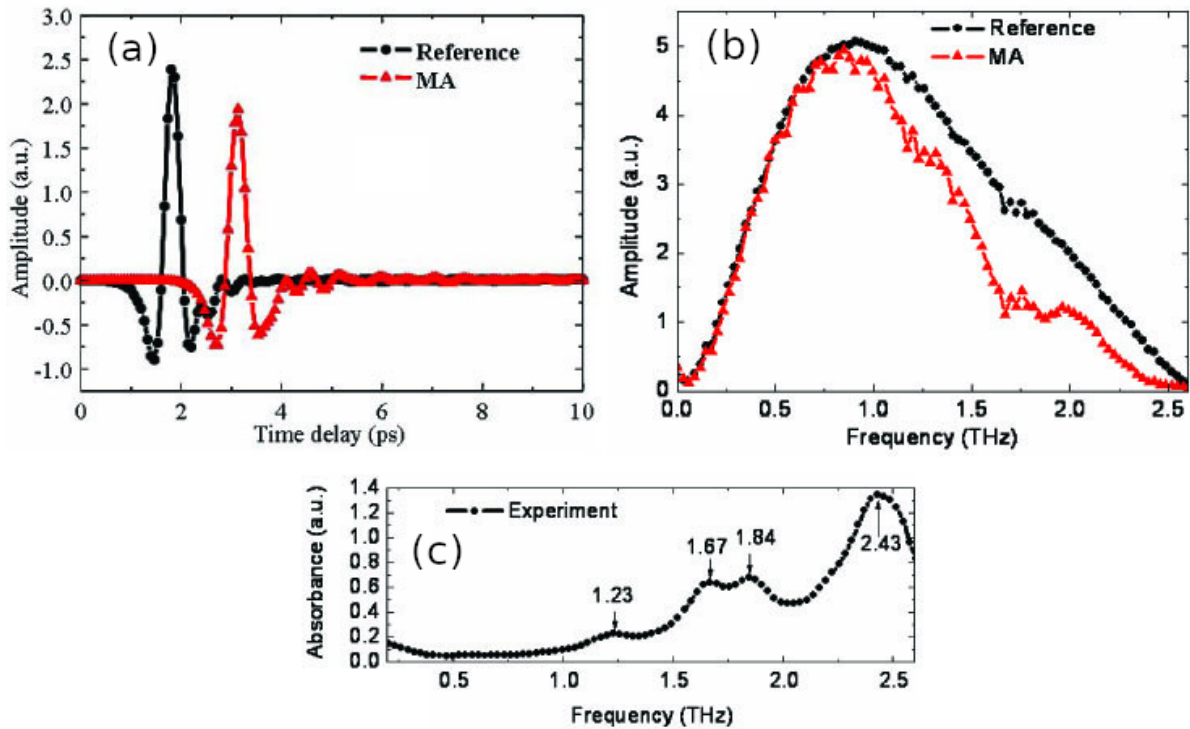 (a)
Reference
MA
3.0
2.5
2.0
1.5
1.0
0.5
0.0
-0.5
-1.0
Amplitude (a.u.)
0 2 4 6 8 10
Time delay (ps)
(b)
Reference
MA
5
4
3
2
1
0
Amplitude (a.u.)
0.0 0.5 1.0 1.5 2.0 2.5
Frequency (THz)
(c)
Experiment
1.23
1.67
1.84
2.43
1.4
1.2
1.0
0.8
0.6
0.4
0.2
0.0
Absorbance (a.u.)
0.5 1.0 1.5 2.0 2.5
Frequency (THz)